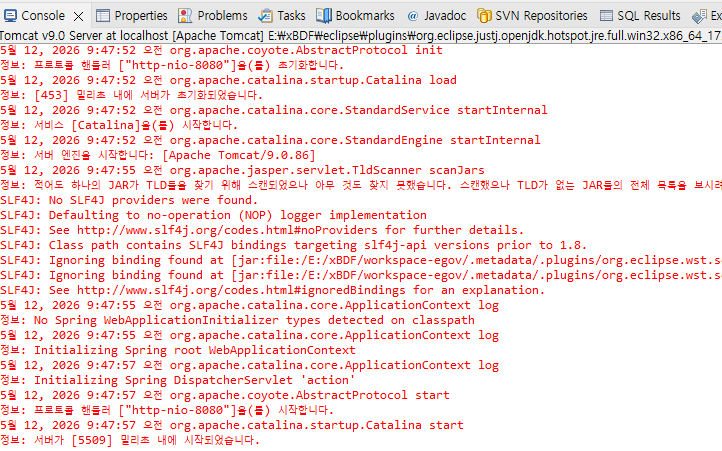 Console Properties Problems Debug Shell Bookmarks @ Javadoc SVN Repositories SQL Results Ex
Tomcat v9.0 Server at localhost [Apache Tomcat] E:₩xBDF₩eclipse₩plugins₩org.eclipse.justj.openjdk.hotspot.jre.full.win32.x86_64_17
5월 12, 2026 9:47:52 오전 org.apache.coyote.AbstractProtocol init
정보: 프로토콜 핸들러 ["http-nio-8080"]을(를) 초기화합니다.
5월 12, 2026 9:47:52 오전 org.apache.catalina.startup.Catalina load
정보: [453] 밀리초 내에 서버가 초기화되었습니다.
5월 12, 2026 9:47:52 오전 org.apache.catalina.core.StandardService startInternal
정보: 서비스 [Catalina]을(를) 시작합니다.
5월 12, 2026 9:47:52 오전 org.apache.catalina.core.StandardEngine startInternal
정보: 서버 엔진을 시작합니다: [Apache Tomcat/9.0.86]
5월 12, 2026 9:47:55 오전 org.apache.jasper.servlet.TldScanner scanJars
정보: 적어도 하나의 JAR가 TLD들을 찾기 위해 스캔되었으나 아무 것도 찾지 못했습니다. 스캔했으나 TLD가 없는 JAR들의 전체 목록을 보시려
SLF4J: No SLF4J providers were found.
SLF4J: Defaulting to no-operation (NOP) logger implementation
SLF4J: See http://www.slf4j.org/codes.html#noProviders for further details.
SLF4J: Class path contains SLF4J bindings targeting slf4j-api versions prior to 1.8.
SLF4J: Ignoring binding found at [jar:file:/E:/xBDF/workspace-egov/.metadata/.plugins/org.eclipse.wst.se
SLF4J: Ignoring binding found at [jar:file:/E:/xBDF/workspace-egov/.metadata/.plugins/org.eclipse.wst.se
SLF4J: See http://www.slf4j.org/codes.html#ignoredBindings for an explanation.
5월 12, 2026 9:47:55 오전 org.apache.catalina.core.ApplicationContext log
정보: No Spring WebApplicationInitializer types detected on classpath
5월 12, 2026 9:47:55 오전 org.apache.catalina.core.ApplicationContext log
정보: Initializing Spring root WebApplicationContext
5월 12, 2026 9:47:57 오전 org.apache.catalina.core.ApplicationContext log
정보: Initializing Spring DispatcherServlet 'action'
5월 12, 2026 9:47:57 오전 org.apache.coyote.AbstractProtocol start
정보: 프로토콜 핸들러 ["http-nio-8080"]을(를) 시작합니다.
5월 12, 2026 9:47:57 오전 org.apache.catalina.startup.Catalina start
정보: 서버가 [5509] 밀리초 내에 시작되었습니다.